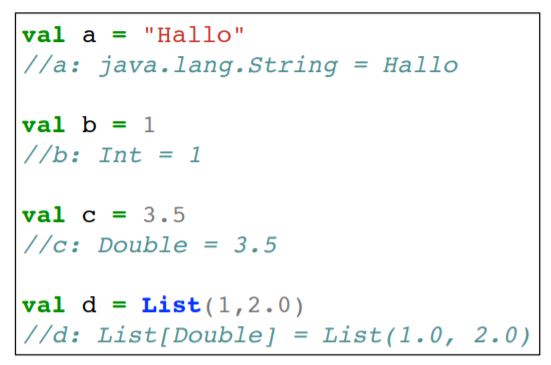 val a = "Hallo"
//a: java.lang.String = Hallo
val b = 1
//b: Int = 1
val c = 3.5
//c: Double = 3.5
val d = List(1,2.0)
//d: List[Double] = List(1.0, 2.0)